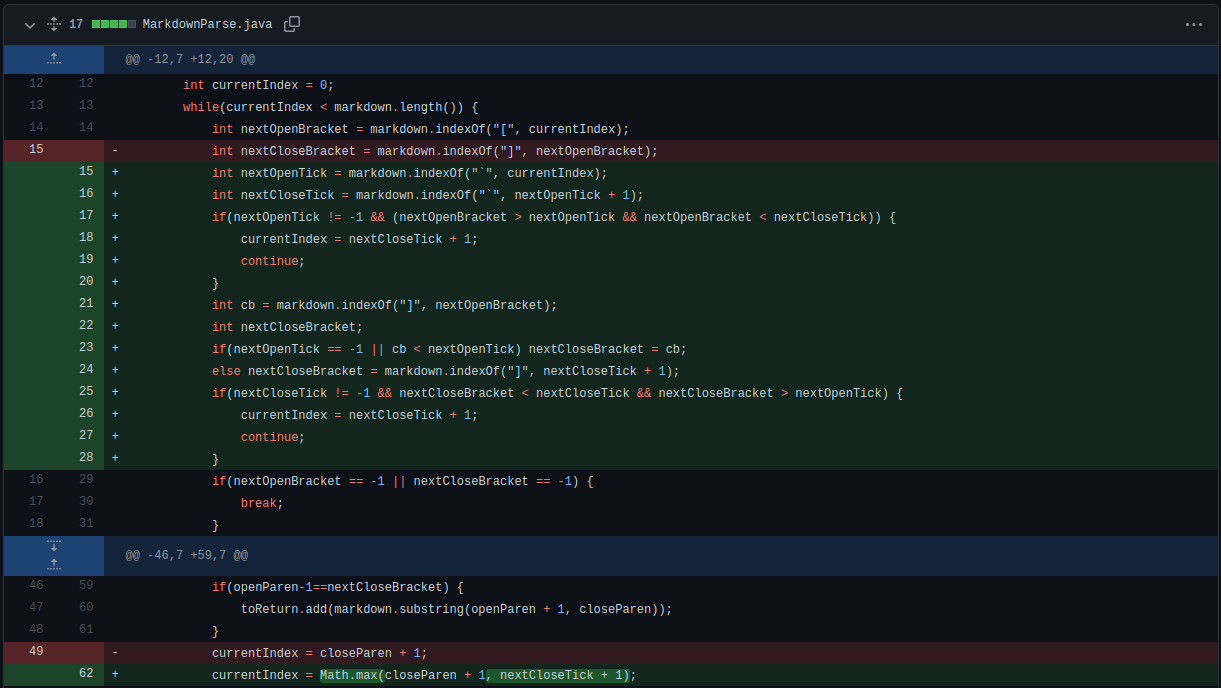 17 MarkdownParse.java
@@ -12,7 +12,20 @@
12 12 int currentIndex = 0;
13 13 while(currentIndex < markdown.length()) {
14 14 int nextOpenBracket = markdown.indexOf("[", currentIndex);
15 - int nextCloseBracket = markdown.indexOf("]", nextOpenBracket);
15 + int nextOpenTick = markdown.indexOf("`", currentIndex);
16 + int nextCloseTick = markdown.indexOf("`", nextOpenTick + 1);
17 + if(nextOpenTick != -1 && (nextOpenBracket > nextOpenTick && nextOpenBracket < nextCloseTick)) {
18 + currentIndex = nextCloseTick + 1;
19 + continue;
20 + }
21 + int cb = markdown.indexOf("]", nextOpenBracket);
22 + int nextCloseBracket;
23 + if(nextOpenTick == -1 || cb < nextOpenTick) nextCloseBracket = cb;
24 + else nextCloseBracket = markdown.indexOf("]", nextCloseTick + 1);
25 + if(nextCloseTick != -1 && nextCloseBracket < nextCloseTick && nextCloseBracket > nextOpenTick) {
26 + currentIndex = nextCloseTick + 1;
27 + continue;
28 + }
16 29 if(nextOpenBracket == -1 || nextCloseBracket == -1) {
17 30 break;
18 31 }
@@ -46,7 +59,7 @@
46 59 if(openParen-1==nextCloseBracket) {
47 60 toReturn.add(markdown.substring(openParen + 1, closeParen));
48 61 }
49 - currentIndex = closeParen + 1;
62 + currentIndex = Math.max(closeParen + 1, nextCloseTick + 1);